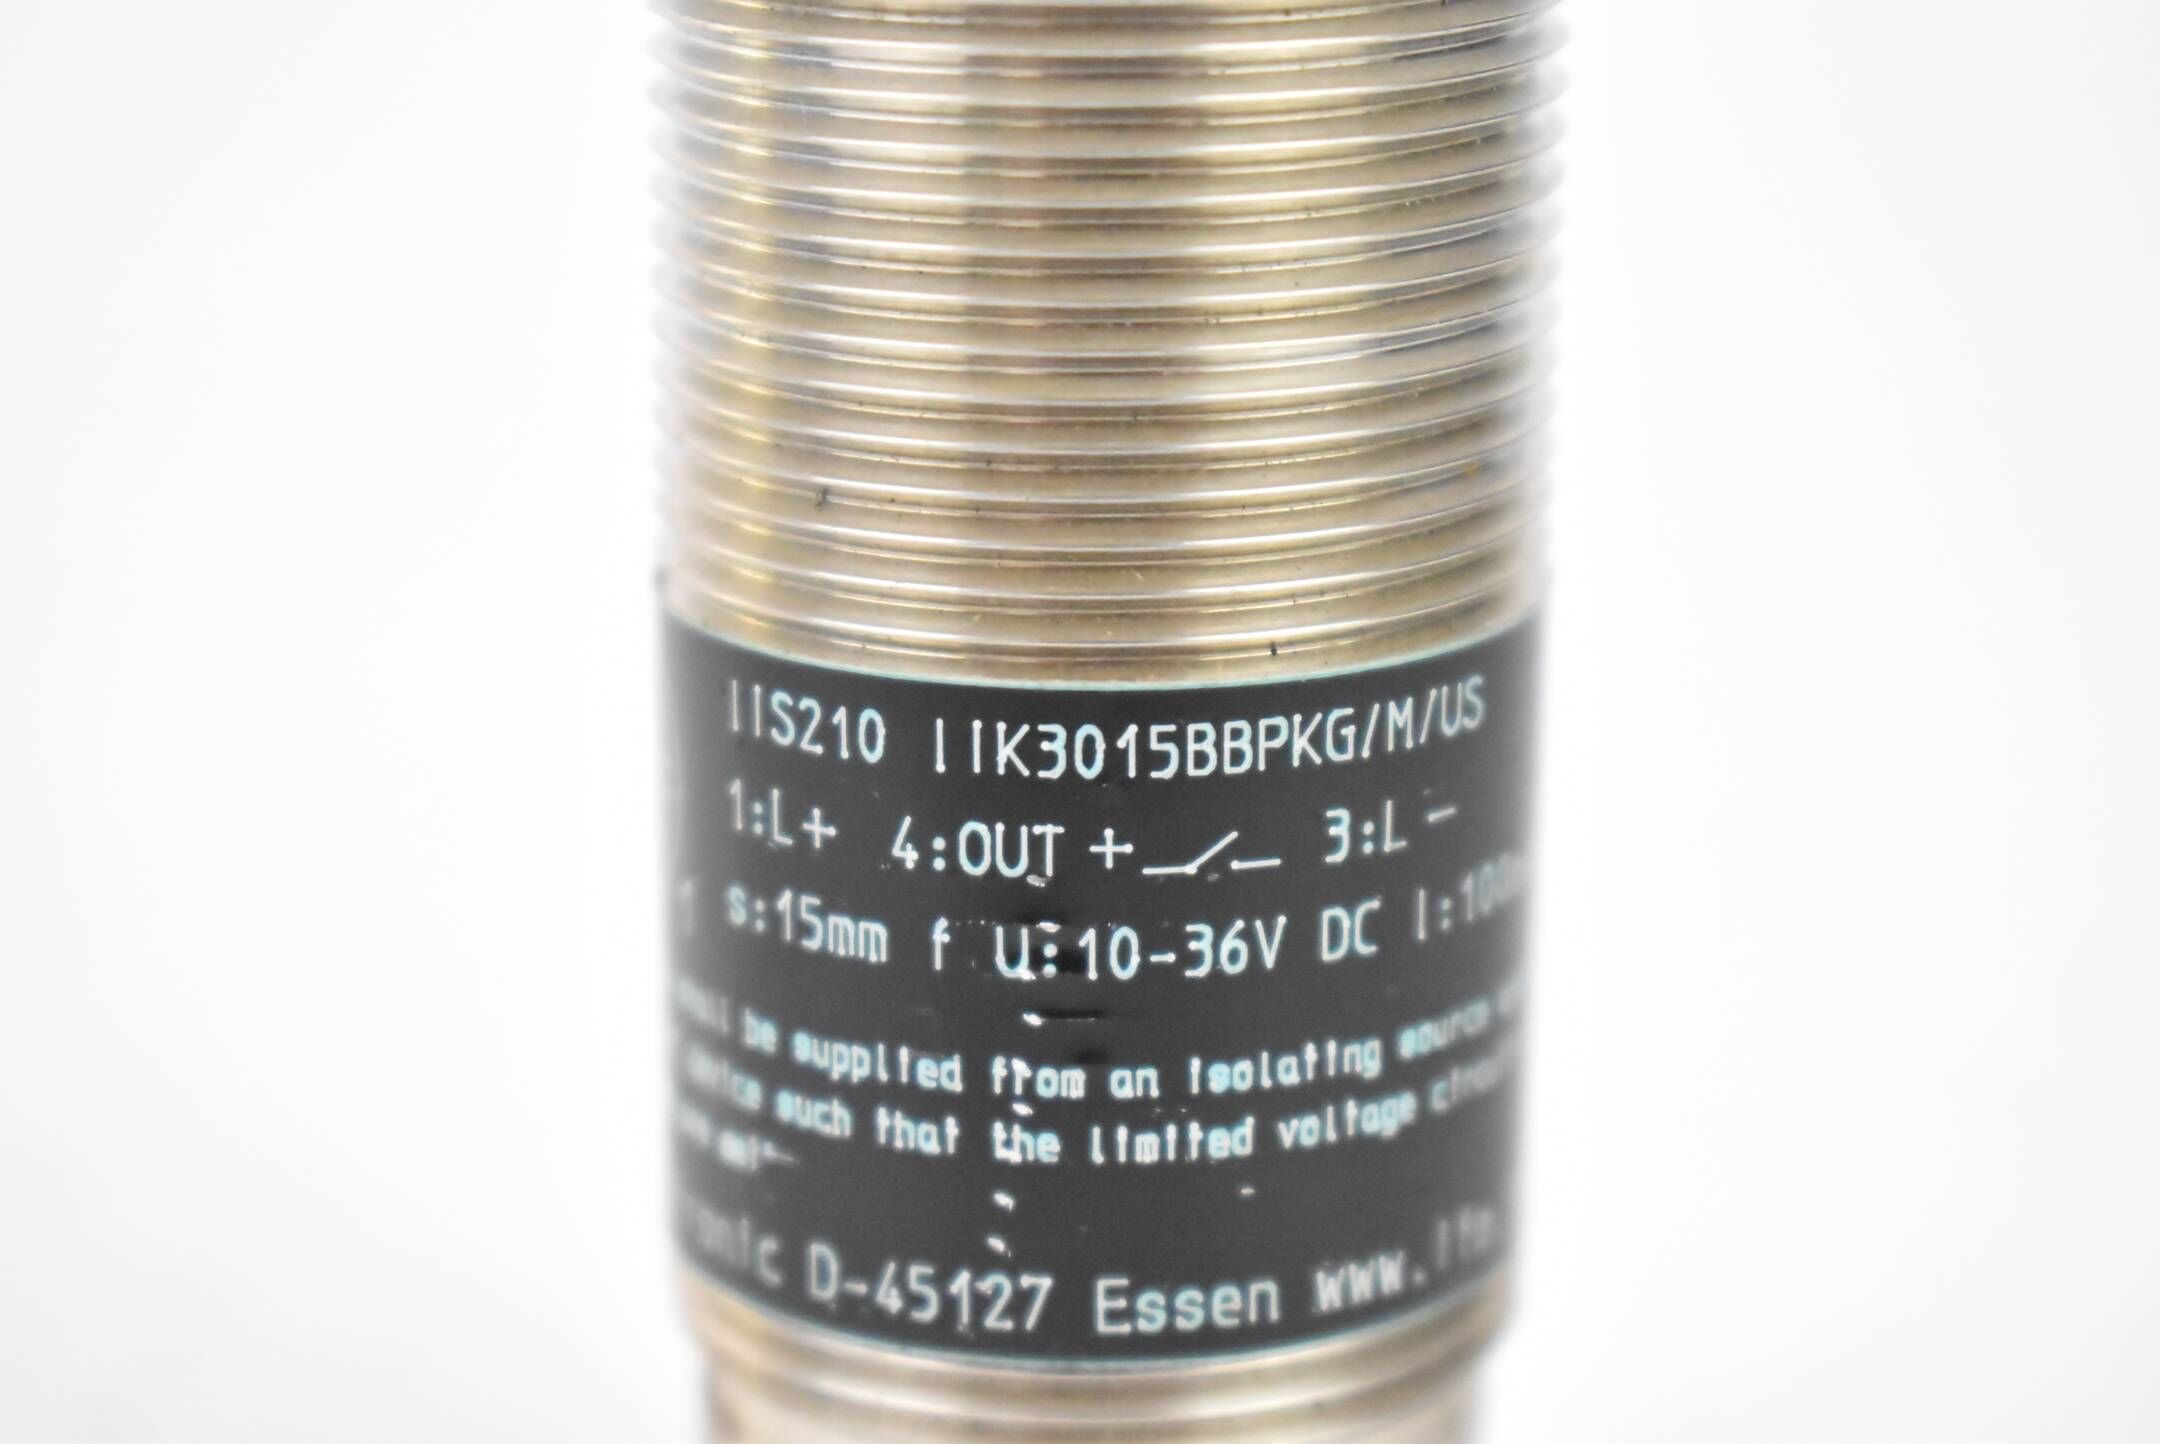 IIS210 IIK3015BBPKG/M/US
1:L+ 4:OUT + 3:L -
s:15mm f U:10-36V DC I:
be supplied from an isolating source
such that the limited voltage
D-45127 Essen www.